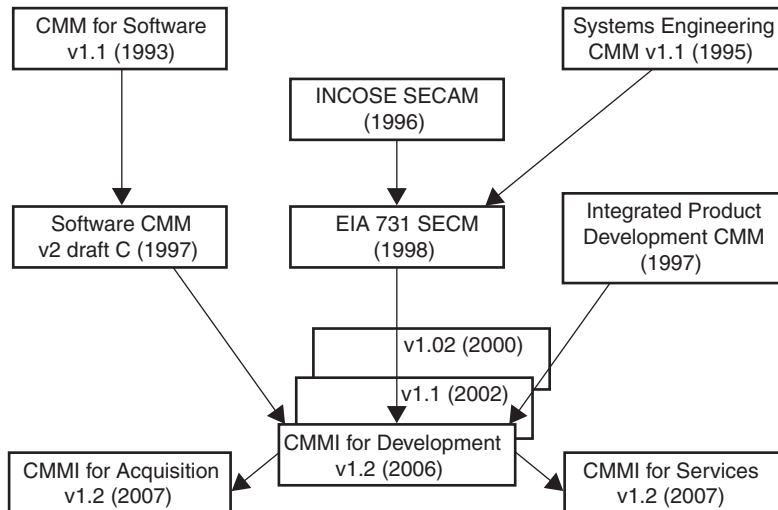 CMM for Software
v1.1 (1993)
Systems Engineering
CMM v1.1 (1995)
INCOSE SECAM
(1996)
Software CMM
v2 draft C (1997)
EIA 731 SECM
(1998)
Integrated Product
Development CMM
(1997)
v1.02 (2000)
v1.1 (2002)
CMMI for Development
v1.2 (2006)
CMMI for Acquisition
v1.2 (2007)
CMMI for Services
v1.2 (2007)